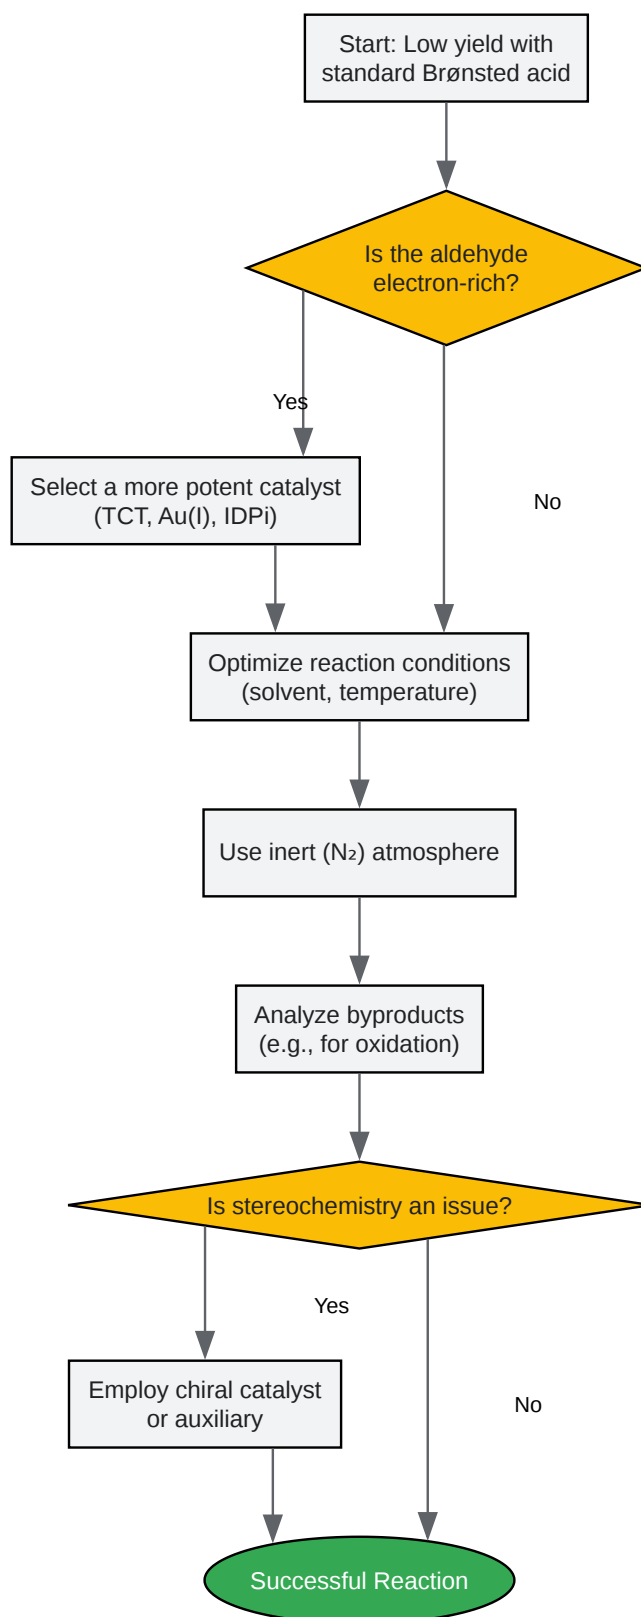 Start: Low yield with
standard Brønsted acid
Is the aldehyde
electron-rich?
Yes
Select a more potent catalyst
(TCT, Au(I), IDPi)
No
Optimize reaction conditions
(solvent, temperature)
Use inert (N₂) atmosphere
Analyze byproducts
(e.g., for oxidation)
Is stereochemistry an issue?
Yes
Employ chiral catalyst
or auxiliary
No
Successful Reaction